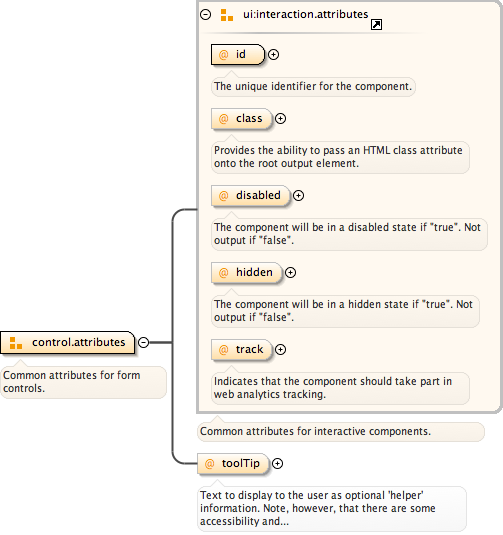 ui:interaction.attributes
@ id
The unique identifier for the component.
@ class
Provides the ability to pass an HTML class attribute
onto the root output element.
@ disabled
The component will be in a disabled state if "true". Not
output if "false".
@ hidden
The component will be in a hidden state if "true". Not
output if "false".
@ track
Indicates that the component should take part in
web analytics tracking.
Common attributes for interactive components.
control.attributes
Common attributes for form
controls.
@ toolTip
Text to display to the user as optional 'helper'
information. Note, however, that there are some
accessibility and...